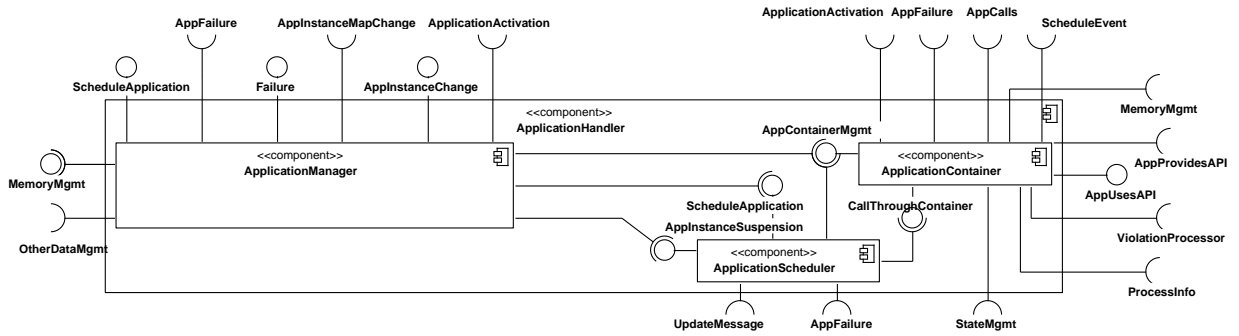 ApplicationActivation AppFailure AppCalls
AppFailure AppInstanceMapChange ApplicationActivation ScheduleEvent
ScheduleApplication Failure AppInstanceChange
MemoryMgmt
<<component>>
ApplicationHandler
AppContainerMgmt
<<component>>
ApplicationManager
<<component>>
ApplicationContainer
AppProvidesAPI
MemoryMgmt
AppUsesAPI
ScheduleApplication CallThroughContainer
AppInstanceSuspension
OtherDataMgmt
ViolationProcessor
<<component>>
ApplicationScheduler
ProcessInfo
UpdateMessage AppFailure StateMgmt